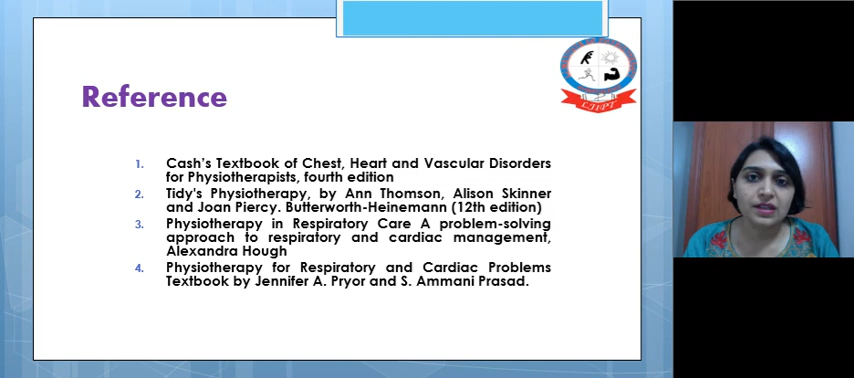 Reference
1. Cash's Textbook of Chest, Heart and Vascular Disorders
for Physiotherapists, fourth edition
2. Tidy's Physiotherapy, by Ann Thomson, Alison Skinner
and Joan Piercy. Butterworth-Heinemann (12th edition)
3. Physiotherapy in Respiratory Care A problem-solving
approach to respiratory and cardiac management,
Alexandra Hough
4. Physiotherapy for Respiratory and Cardiac Problems
Textbook by Jennifer A. Pryor and S. Ammani Prasad.